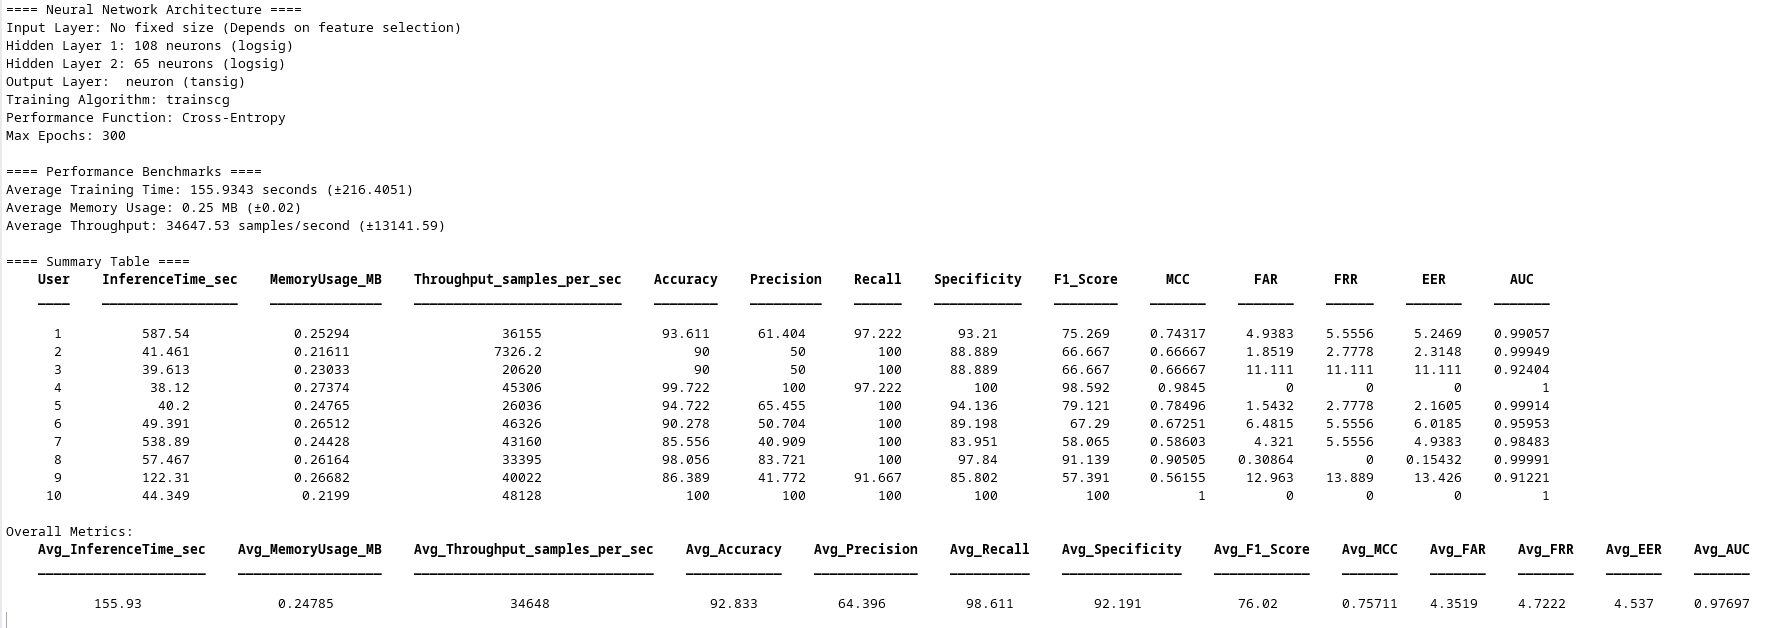 ==== Neural Network Architecture ====
Input Layer: No fixed size (Depends on feature selection)
Hidden Layer 1: 108 neurons (logsig)
Hidden Layer 2: 65 neurons (logsig)
Output Layer:  neuron (tansig)
Training Algorithm: trainscg
Performance Function: Cross-Entropy
Max Epochs: 300
==== Performance Benchmarks ====
Average Training Time: 155.9343 seconds (±216.4051)
Average Memory Usage: 0.25 MB (±0.02)
Average Throughput: 34647.53 samples/second (±13141.59)
==== Summary Table ====
User InferenceTime_sec MemoryUsage_MB Throughput_samples_per_sec Accuracy Precision Recall Specificity F1_Score MCC FAR FRR EER AUC
1 587.54 0.25294 36155 93.611 61.404 97.222 93.21 75.269 0.74317 4.9383 5.5556 5.2469 0.99057
2 41.461 0.21611 7326.2 90 50 100 88.889 66.667 0.66667 1.8519 2.7778 2.3148 0.99949
3 39.613 0.23033 20620 90 50 100 88.889 66.667 0.66667 11.111 11.111 11.111 0.92404
4 38.12 0.27374 45306 99.722 100 97.222 100 98.592 0.9845 0 0 0 1
5 40.2 0.24765 26036 94.722 65.455 100 94.136 79.121 0.78496 1.5432 2.7778 2.1605 0.99914
6 49.391 0.26512 46326 90.278 50.704 100 89.198 67.29 0.67251 6.4815 5.5556 6.0185 0.95953
7 538.89 0.24428 43160 85.556 40.909 100 83.951 58.065 0.58603 4.321 5.5556 4.9383 0.98483
8 57.467 0.26164 33395 98.056 83.721 100 97.84 91.139 0.90505 0.30864 0 0.15432 0.99991
9 122.31 0.26682 40022 86.389 41.772 91.667 85.802 57.391 0.56155 12.963 13.889 13.426 0.91221
10 44.349 0.2199 48128 100 100 100 100 100 1 0 0 0 1
Overall Metrics:
Avg_InferenceTime_sec Avg_MemoryUsage_MB Avg_Throughput_samples_per_sec Avg_Accuracy Avg_Precision Avg_Recall Avg_Specificity Avg_F1_Score Avg_MCC Avg_FAR Avg_FRR Avg_EER Avg_AUC
155.93 0.24785 34648 92.833 64.396 98.611 92.191 76.02 0.75711 4.3519 4.7222 4.537 0.97697